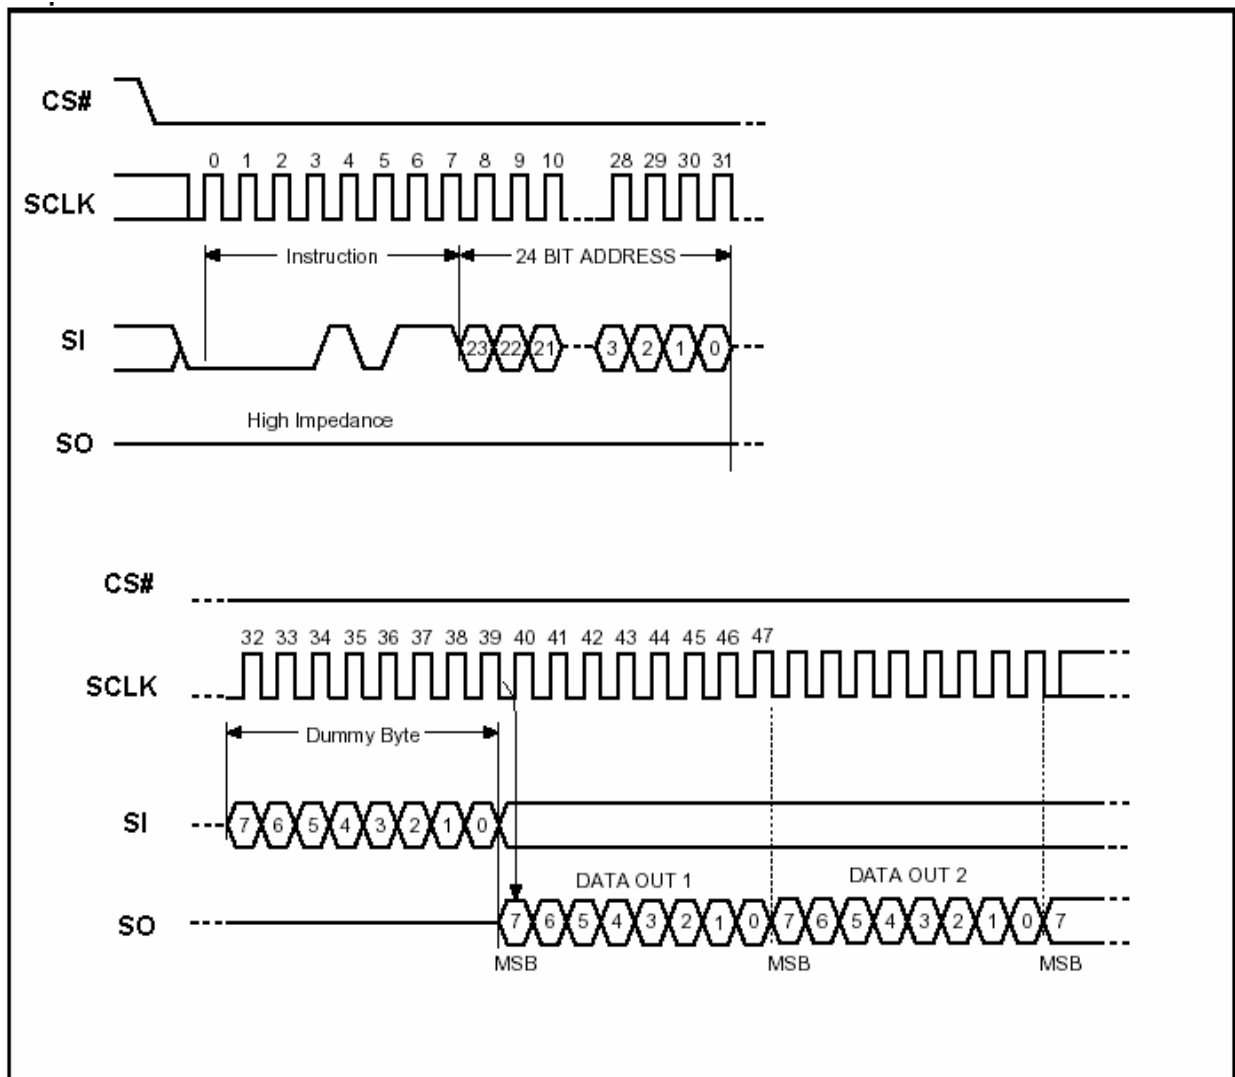 CS#
0 1 2 3 4 5 6 7 8 9 10 28 29 30 31
SCLK
Instruction 24 BIT ADDRESS
SI 23 22 21 3 2 1 0
High Impedance
SO
CS#
32 33 34 35 36 37 38 39 40 41 42 43 44 45 46 47
SCLK
Dummy Byte
SI 7 6 5 4 3 2 1 0
DATA OUT 1 DATA OUT 2
SO 7 6 5 4 3 2 1 0 7 6 5 4 3 2 1 0 7
MSB MSB MSB